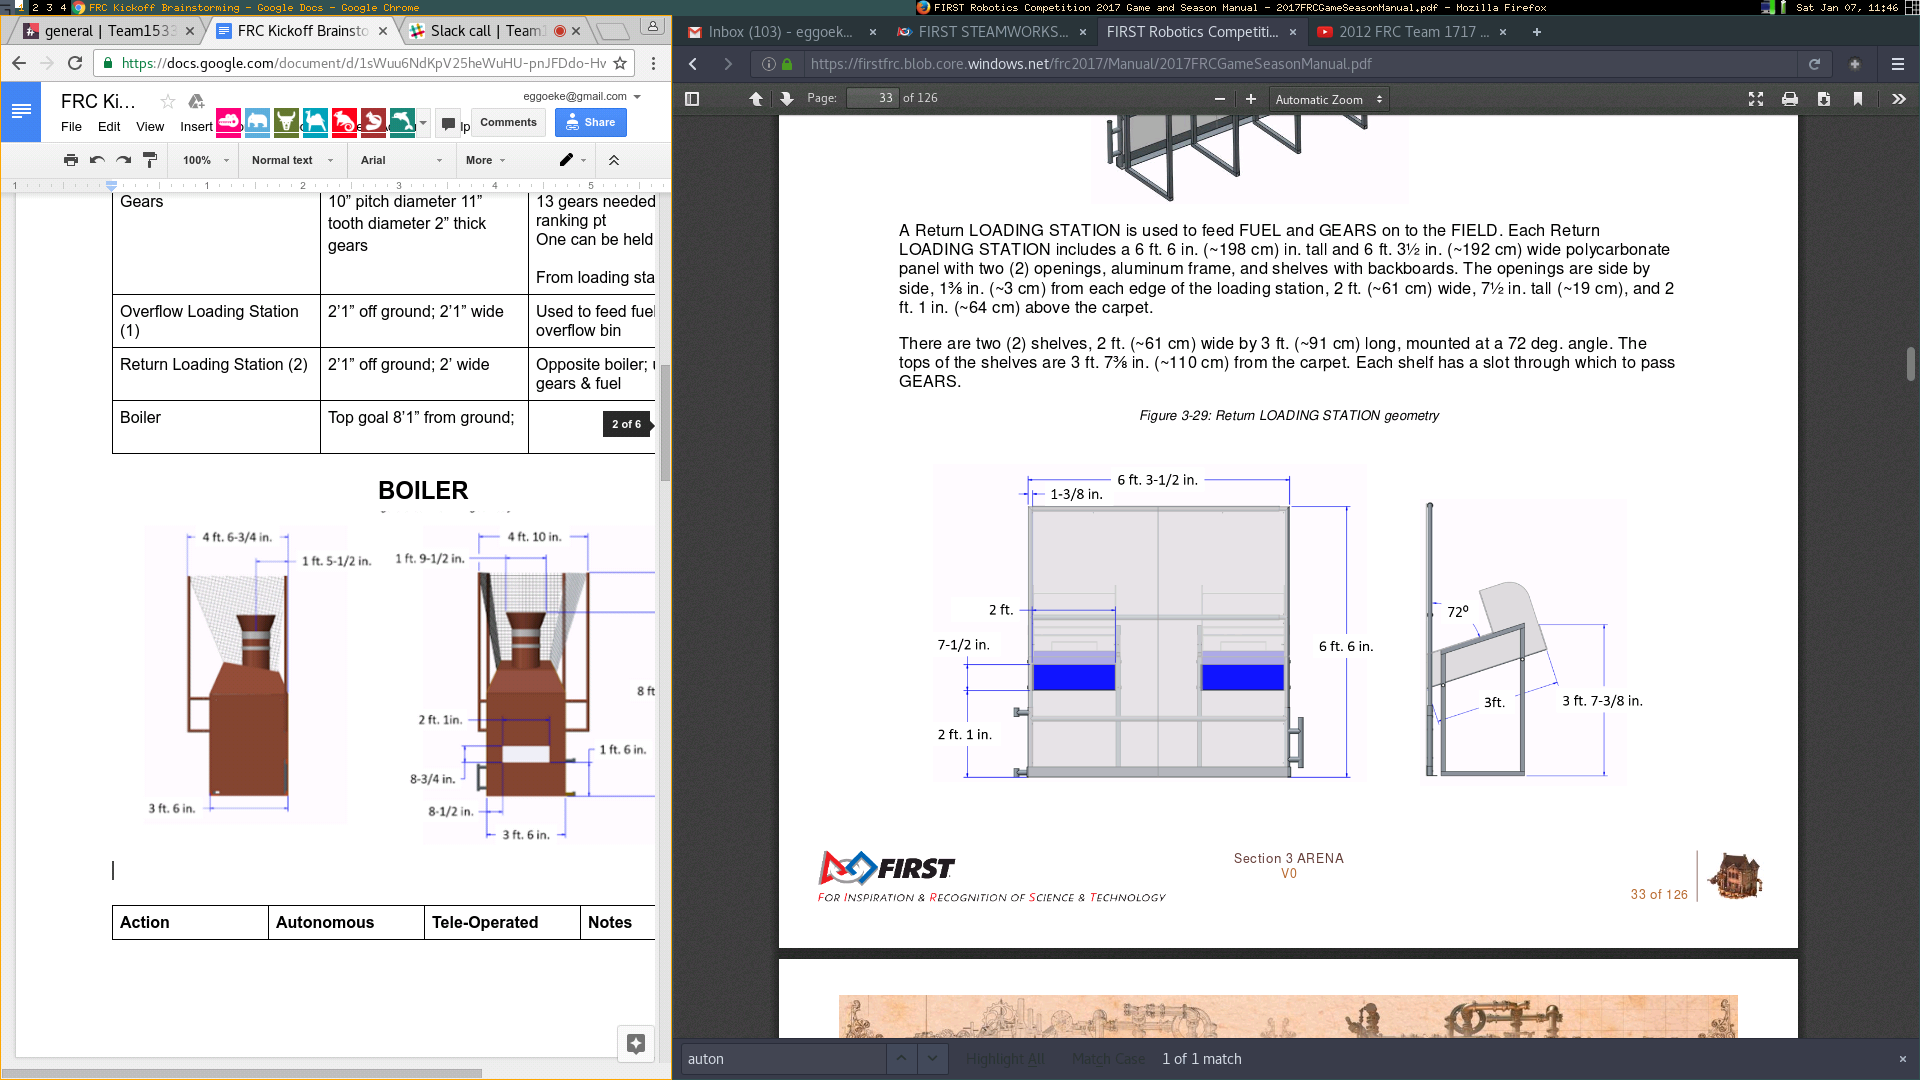 1 2 3 4 FRC Kickoff Brainstorming - Google Docs - Google Chrome
FIRST Robotics Competition 2017 Game and Season Manual - 2017FRCGameSeasonManual.pdf - Mozilla Firefox
Sat Jan 07, 11:46
general | Team1533
FRC Kickoff Brainsto
Slack call | Team1
https://docs.google.com/document/d/1sWuu6NdKpV25heWuHU-pnJFDdo-Hv
FRC Ki...
eggoeke@gmail.com
File Edit View Insert lp
Comments
Share
100% Normal text Arial More
1 1 2 3 4 5
Gears
10” pitch diameter 11”
tooth diameter 2” thick
gears
13 gears needed
ranking pt
One can be held
From loading sta
Overflow Loading Station
(1)
2’1” off ground; 2’1” wide
Used to feed fuel
overflow bin
Return Loading Station (2)
2’1” off ground; 2’ wide
Opposite boiler;
gears & fuel
Boiler
Top goal 8’1” from ground;
2 of 6
BOILER
4 ft. 6-3/4 in.
1 ft. 5-1/2 in.
3 ft. 6 in.
4 ft. 10 in.
1 ft. 9-1/2 in.
8 ft
2 ft. 1in.
1 ft. 6 in.
8-3/4 in.
8-1/2 in.
3 ft. 6 in.
Action Autonomous Tele-Operated Notes
Inbox (103) - eggoek...
FIRST STEAMWORKS...
FIRST Robotics Competiti...
2012 FRC Team 1717 ...
https://firstfrc.blob.core.windows.net/frc2017/Manual/2017FRCGameSeasonManual.pdf
Page: 33 of 126
Automatic Zoom
A Return LOADING STATION is used to feed FUEL and GEARS on to the FIELD. Each Return
LOADING STATION includes a 6 ft. 6 in. (~198 cm) in. tall and 6 ft. 3½ in. (~192 cm) wide polycarbonate
panel with two (2) openings, aluminum frame, and shelves with backboards. The openings are side by
side, 1⅜ in. (~3 cm) from each edge of the loading station, 2 ft. (~61 cm) wide, 7½ in. tall (~19 cm), and 2
ft. 1 in. (~64 cm) above the carpet.
There are two (2) shelves, 2 ft. (~61 cm) wide by 3 ft. (~91 cm) long, mounted at a 72 deg. angle. The
tops of the shelves are 3 ft. 7⅜ in. (~110 cm) from the carpet. Each shelf has a slot through which to pass
GEARS.
Figure 3-29: Return LOADING STATION geometry
6 ft. 3-1/2 in.
1-3/8 in.
2 ft.
7-1/2 in.
6 ft. 6 in.
2 ft. 1 in.
72º
3ft.
3 ft. 7-3/8 in.
FIRST
FOR INSPIRATION & RECOGNITION OF SCIENCE & TECHNOLOGY
Section 3 ARENA
V0
33 of 126
auton
Highlight All
Match Case
1 of 1 match